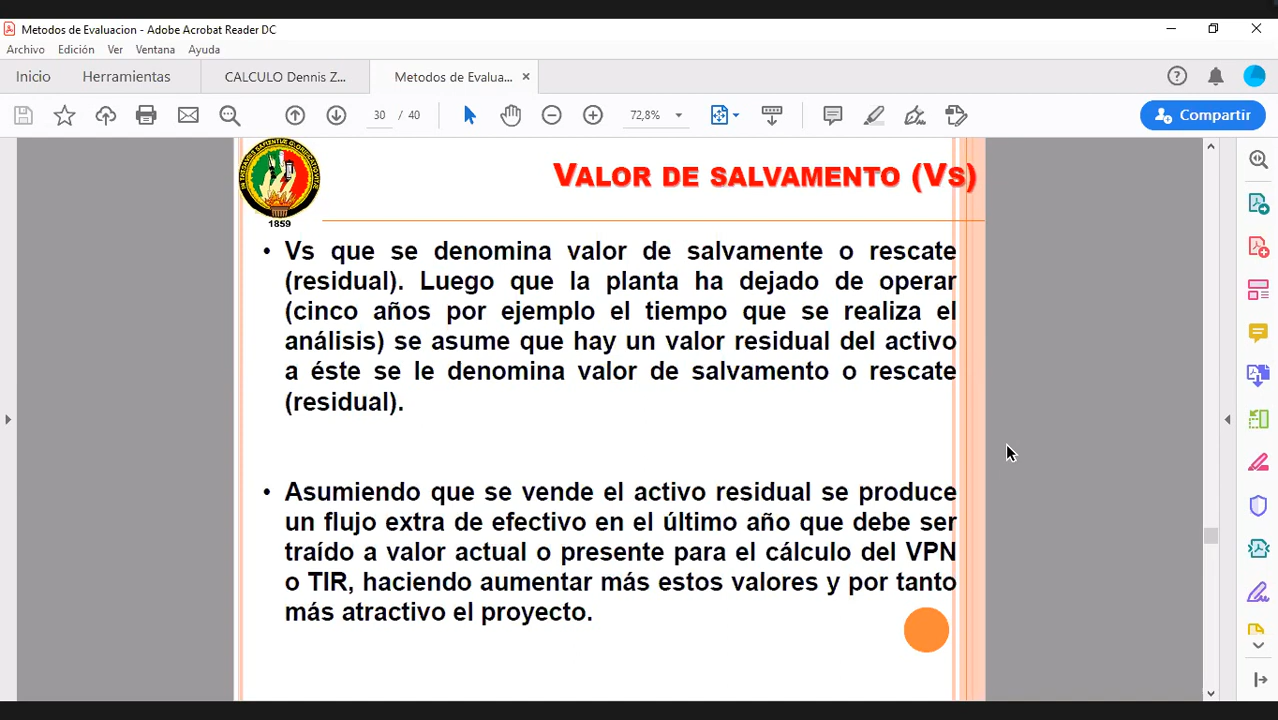 Metodos de Evaluacion - Adobe Acrobat Reader DC
Archivo Edición Ver Ventana Ayuda
Inicio Herramientas CALCULO Dennis Z... Metodos de Evalua...
30 / 40 72,8% Compartir
VALOR DE SALVAMENTO (VS)
1859
• Vs que se denomina valor de salvamente o rescate
(residual). Luego que la planta ha dejado de operar
(cinco años por ejemplo el tiempo que se realiza el
análisis) se asume que hay un valor residual del activo
a éste se le denomina valor de salvamento o rescate
(residual).
• Asumiendo que se vende el activo residual se produce
un flujo extra de efectivo en el último año que debe ser
traído a valor actual o presente para el cálculo del VPN
o TIR, haciendo aumentar más estos valores y por tanto
más atractivo el proyecto.